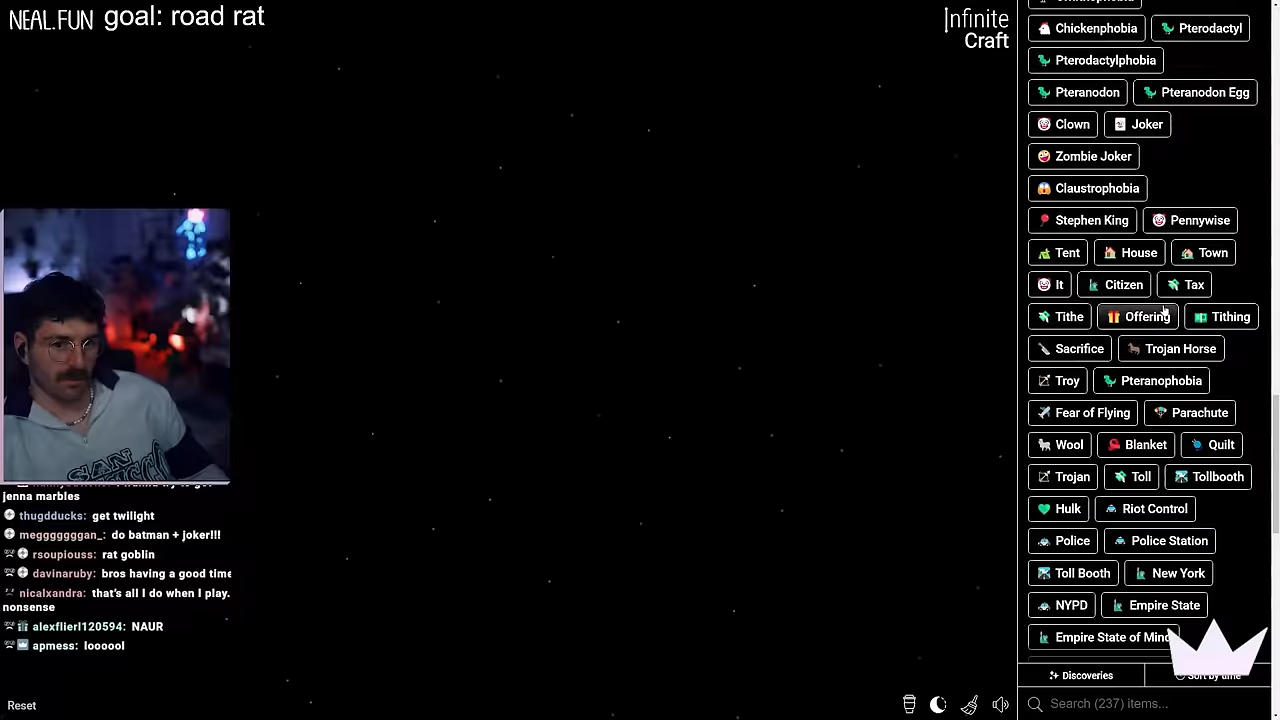 NEAL.FUN goal: road rat
Infinite
Craft
Chickenphobia Pterodactyl
Pterodactylphobia
Pteranodon Pteranodon Egg
Clown Joker
Zombie Joker
Claustrophobia
Stephen King Pennywise
Tent House Town
It Citizen Tax
Tithe Offering Tithing
Sacrifice Trojan Horse
Troy Pteranophobia
Fear of Flying Parachute
Wool Blanket Quilt
Trojan Toll Tollbooth
Hulk Riot Control
Police Police Station
Toll Booth New York
NYPD Empire State
Empire State of Mind
Discoveries Sort by time
Search (237) items...
jenna marbles
thugdducks: get twilight
megggggggan_: do batman + joker!!!
rsoupiouss: rat goblin
davinaruby: bros having a good time
nicalxandra: that's all I do when I play.
nonsense
alexflierl120594: NAUR
apmess: loooool
Reset